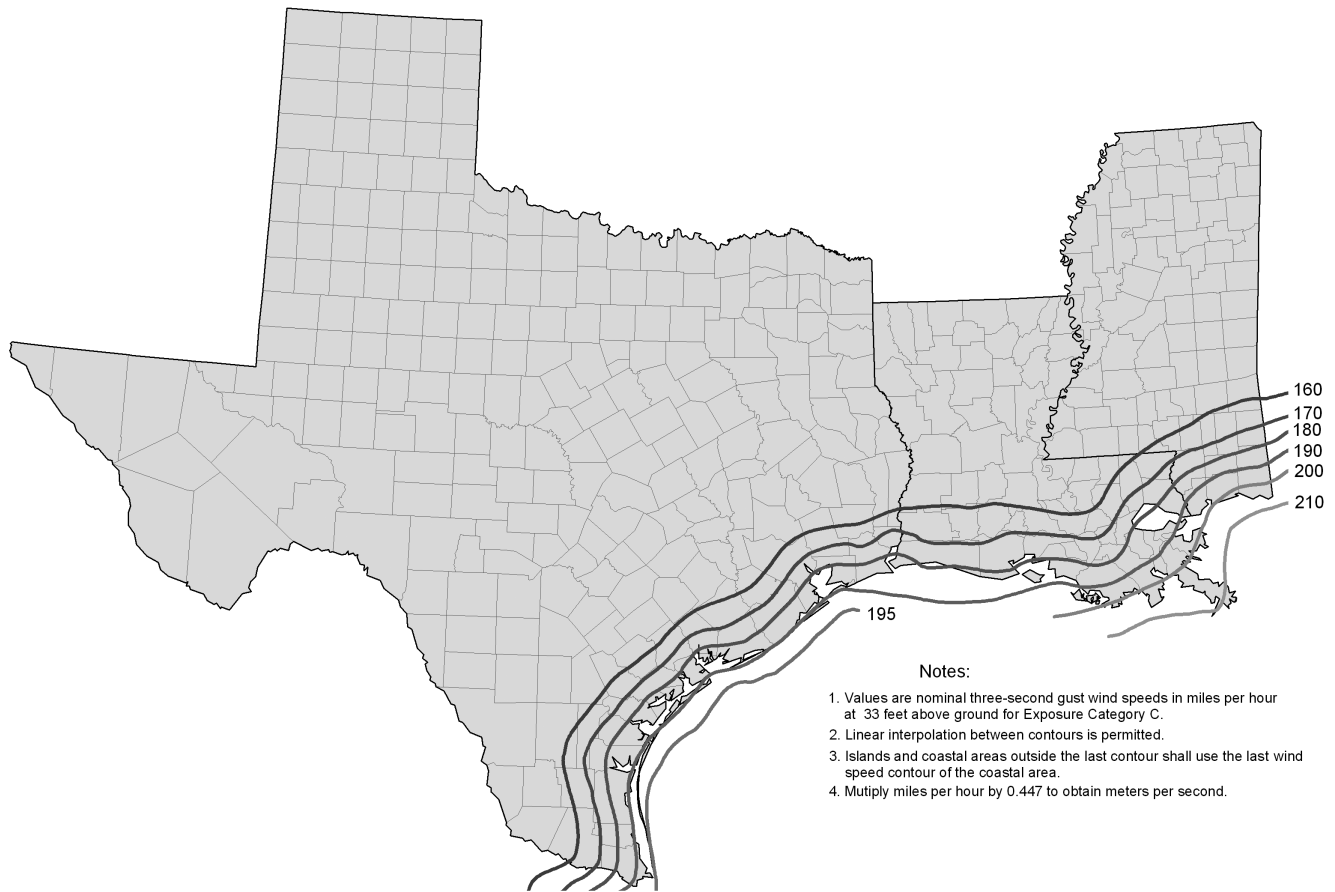 160
170
180
190
200
210
195
Notes:
1. Values are nominal three-second gust wind speeds in miles per hour
at 33 feet above ground for Exposure Category C.
2. Linear interpolation between contours is permitted.
3. Islands and coastal areas outside the last contour shall use the last wind
speed contour of the coastal area.
4. Mutiply miles per hour by 0.447 to obtain meters per second.